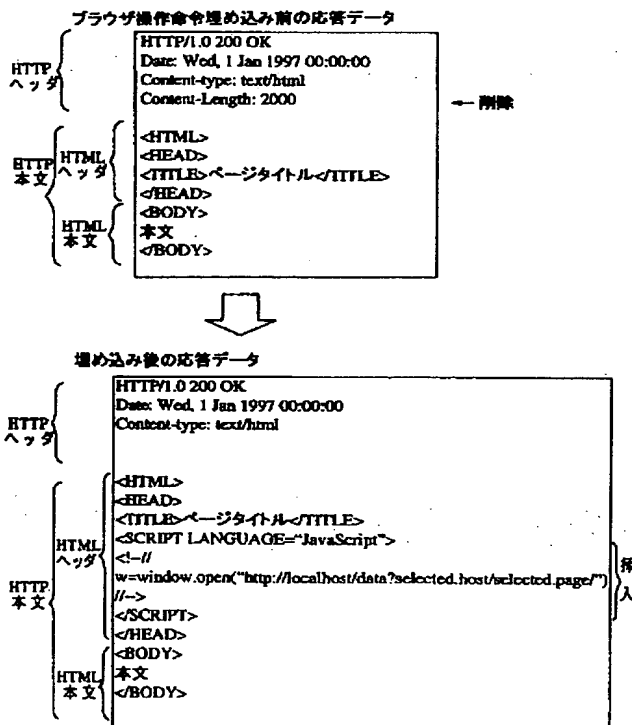 ブラウザ操作命令埋め込み前の応答データ
HTTP ヘッダ
HTTP/1.0 200 OK
Date: Wed, 1 Jan 1997 00:00:00
Content-type: text/html
Content-Length: 2000
← 削除
HTTP 本文
HTML ヘッダ
<HTML>
<HEAD>
<TITLE>ページタイトル</TITLE>
</HEAD>
HTML 本文
<BODY>
本文
</BODY>
埋め込み後の応答データ
HTTP ヘッダ
HTTP/1.0 200 OK
Date: Wed, 1 Jan 1997 00:00:00
Content-type: text/html
HTTP 本文
HTML ヘッダ
<HTML>
<HEAD>
<TITLE>ページタイトル</TITLE>
<SCRIPT LANGUAGE="JavaScript">
<!--//
w=window.open("http://localhost/data?selected.host/selected.page/")
//-->
</SCRIPT>
</HEAD>
挿入
HTML 本文
<BODY>
本文
</BODY>